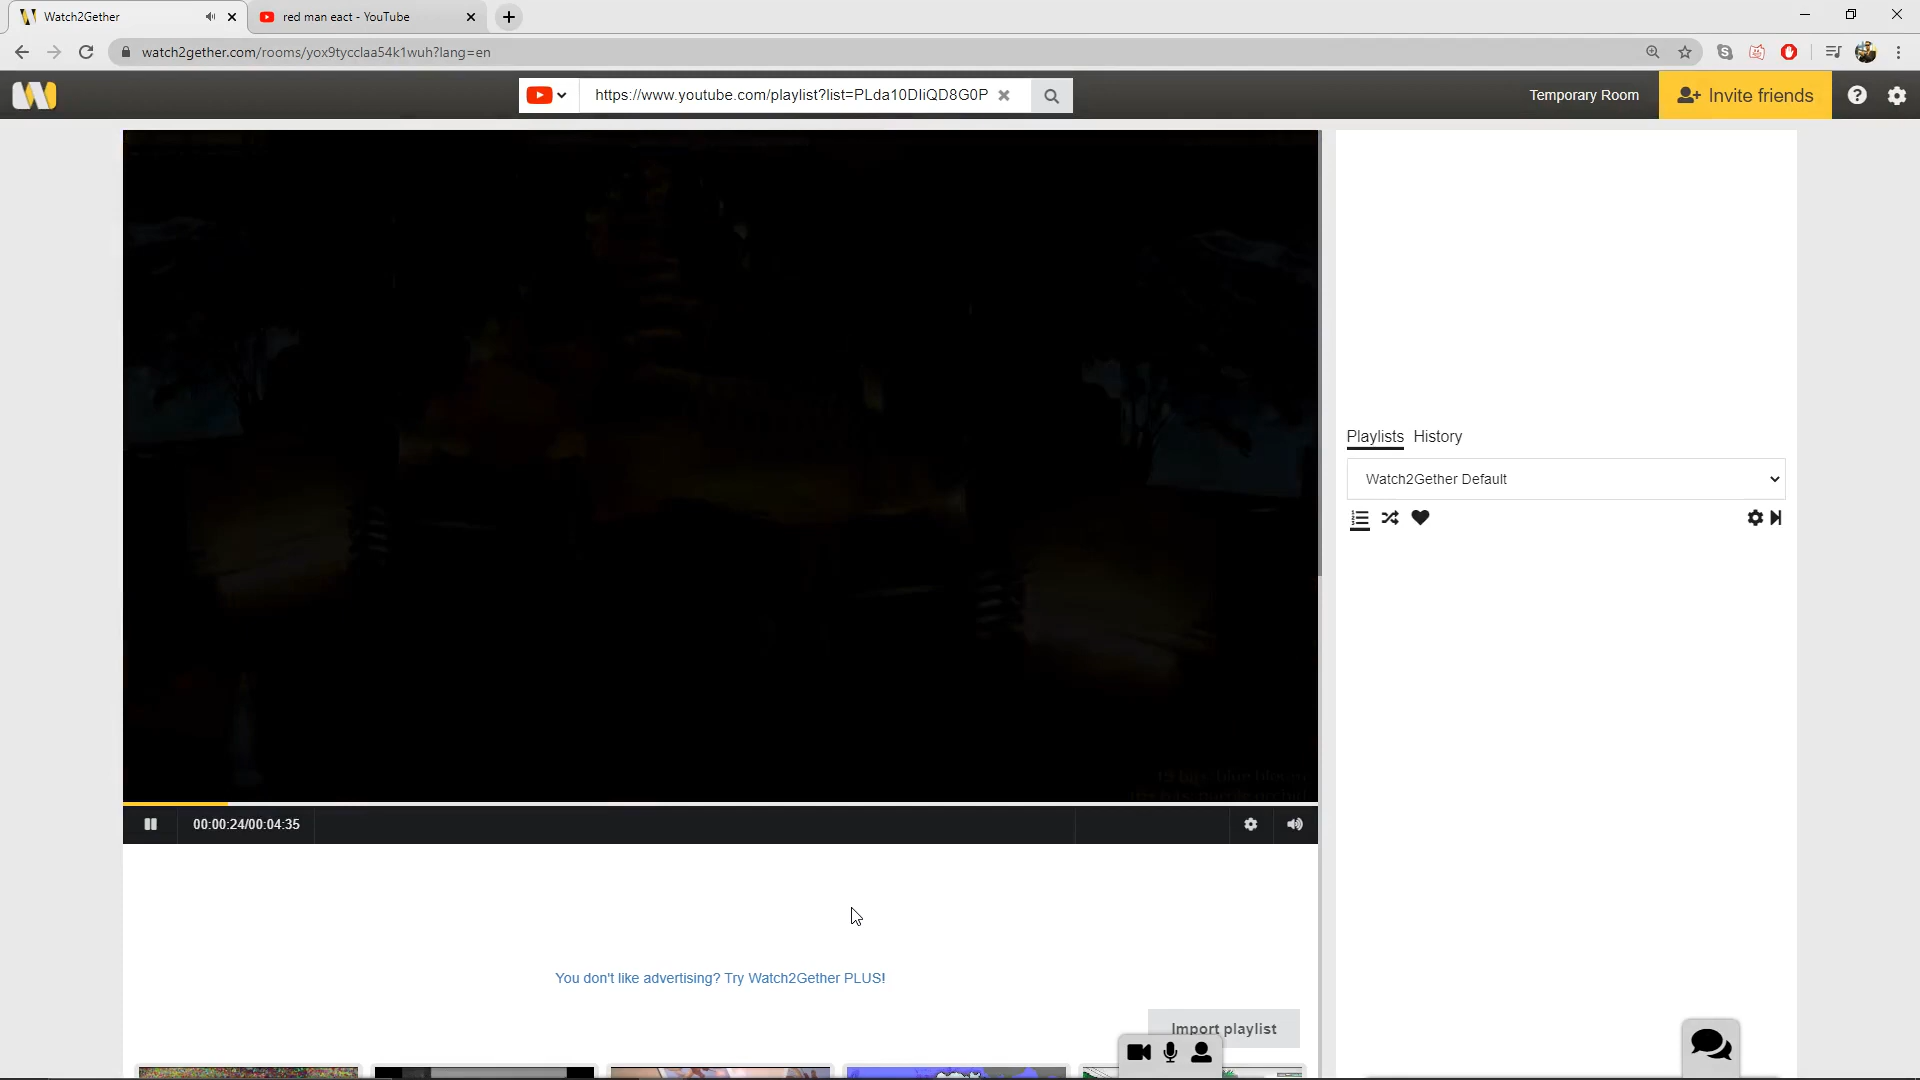 Watch2Gether
red man eact - YouTube
watch2gether.com/rooms/yox9tycclaa54k1wuh?lang=en
https://www.youtube.com/playlist?list=PLda10DIiQD8G0P
Temporary Room
Invite friends
Playlists History
Watch2Gether Default
00:00:24/00:04:35
You don't like advertising? Try Watch2Gether PLUS!
Import playlist